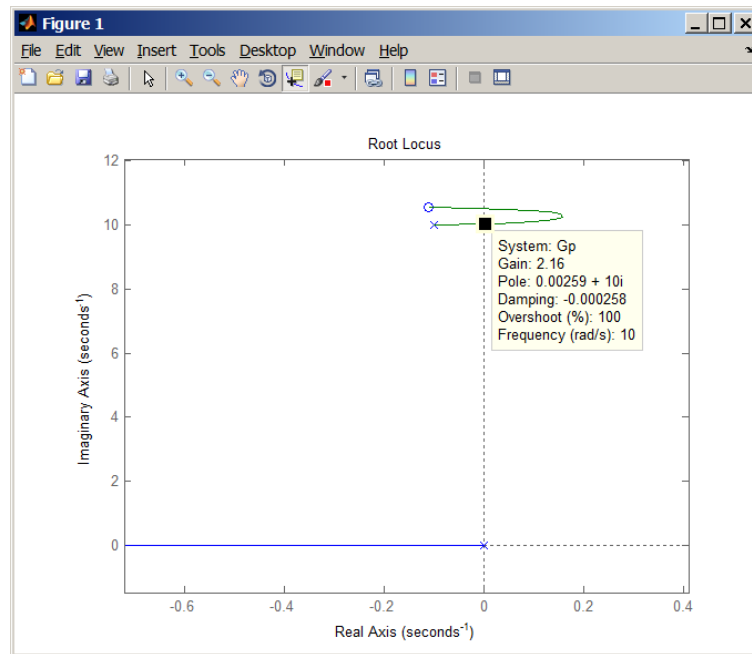 Figure 1
File Edit View Insert Tools Desktop Window Help
Root Locus
12
10
8
6
4
2
0
-0.6 -0.4 -0.2 0 0.2 0.4
Imaginary Axis (seconds⁻¹)
Real Axis (seconds⁻¹)
System: Gp
Gain: 2.16
Pole: 0.00259 + 10i
Damping: -0.000258
Overshoot (%): 100
Frequency (rad/s): 10